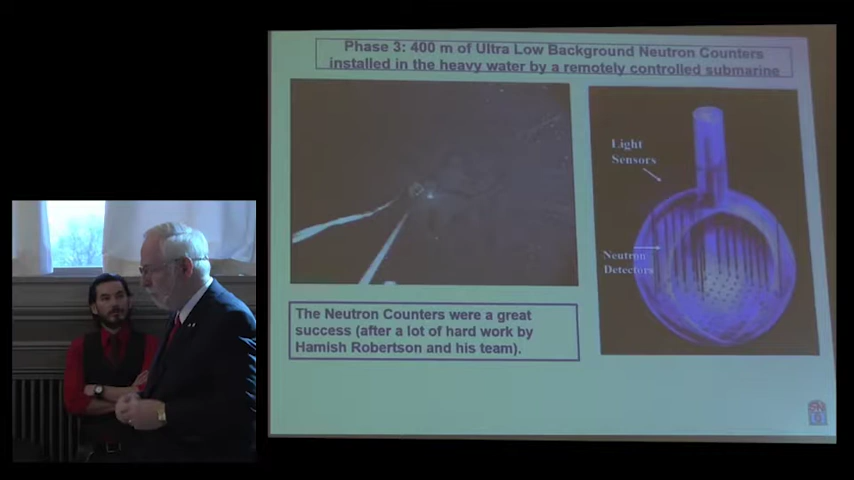 Phase 3: 400 m of Ultra Low Background Neutron Counters
installed in the heavy water by a remotely controlled submarine
Light
Sensors
Neutron
Detectors
The Neutron Counters were a great
success (after a lot of hard work by
Hamish Robertson and his team).